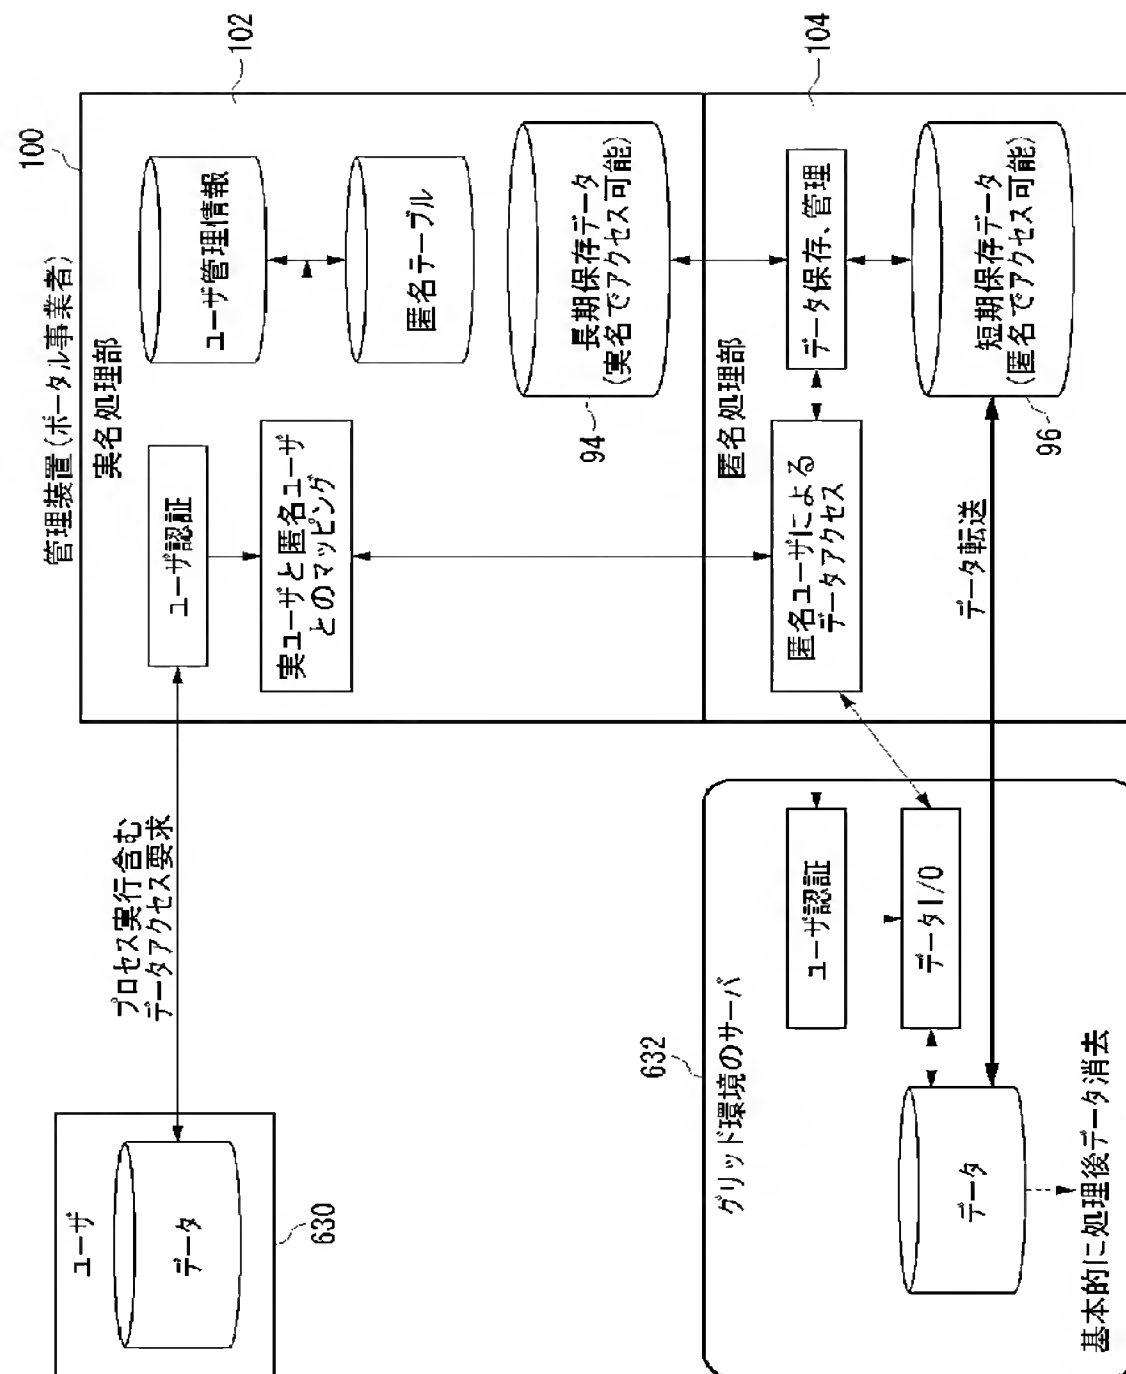 管理装置(ポータル事業者)
100
実名処理部
102
ユーザ認証
ユーザ管理情報
実ユーザと匿名ユーザ
とのマッピング
匿名テーブル
長期保存データ
(実名でアクセス可能)
94
匿名処理部
104
匿名ユーザによる
データアクセス
データ保存、管理
短期保存データ
(匿名でアクセス可能)
96
プロセス実行含む
データアクセス要求
データ転送
ユーザ
データ
630
632
グリッド環境のサーバ
ユーザ認証
データI/O
データ
基本的に処理後データ消去